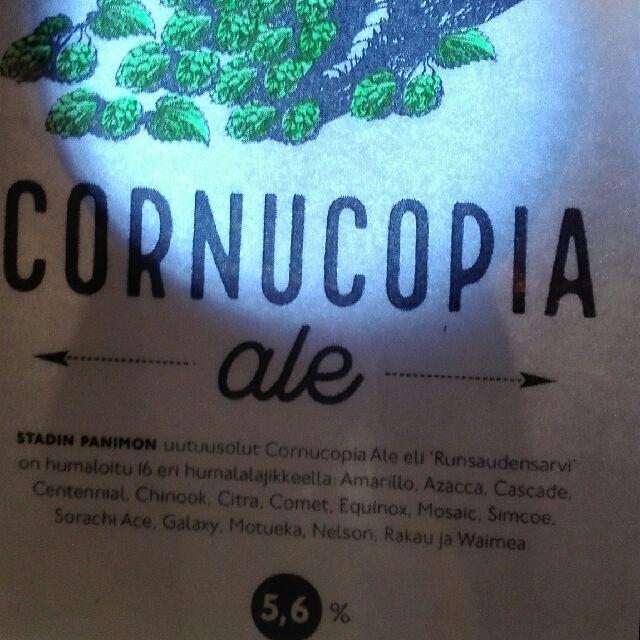 CORNUCOPIA
ale
STADIN PANIMON uutuusolut Cornucopia Ale eli 'Runsaudensarvi'
on humaloitu 16 eri humalalajikkeella: Amarillo, Azacca, Cascade,
Centennial, Chinook, Citra, Comet, Equinox, Mosaic, Simcoe,
Sorachi Ace, Galaxy, Motueka, Nelson, Rakau ja Waimea
5,6 %